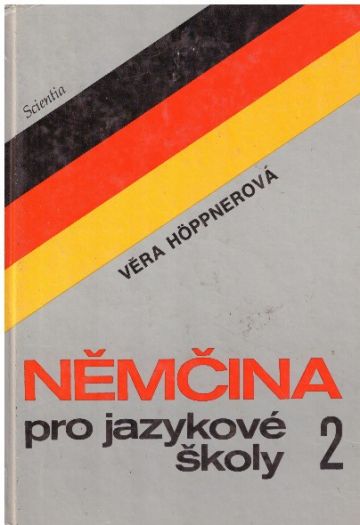 Scientia
VĚRA HÖPPNEROVÁ
NĚMČINA
pro jazykové
školy 2